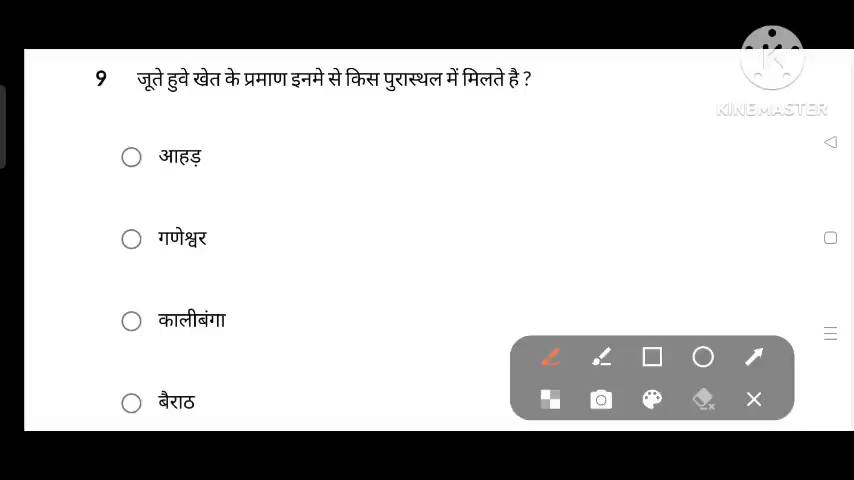 9 जूते हुवे खेत के प्रमाण इनमे से किस पुरास्थल में मिलते है ?
आहड़
गणेश्वर
कालीबंगा
बैराठ
KINEMASTER